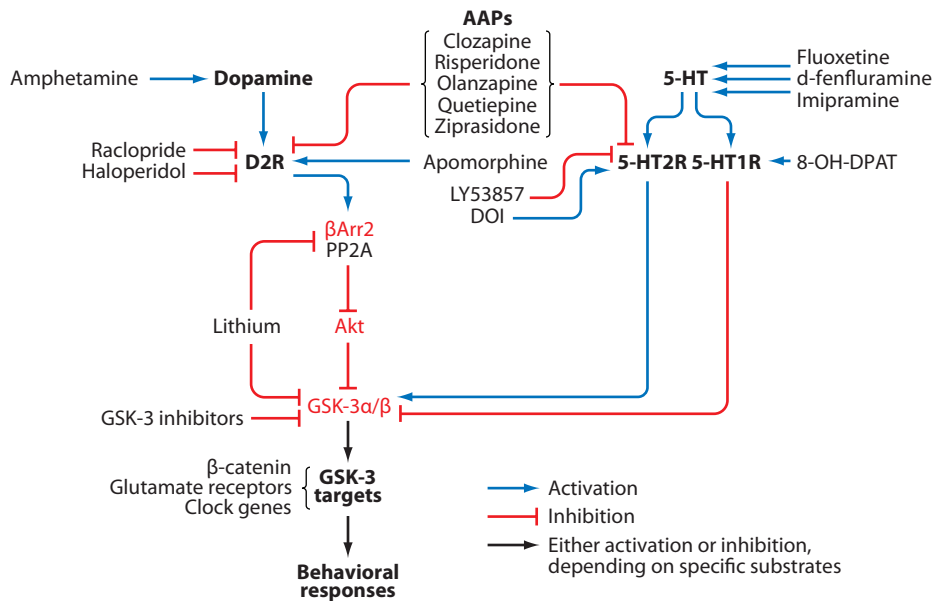 AAPs
Clozapine
Risperidone
Olanzapine
Quetiepine
Ziprasidone
Amphetamine
Dopamine
5-HT
Fluoxetine
d-fenfluramine
Imipramine
Raclopride
Haloperidol
D2R
Apomorphine
5-HT2R
5-HT1R
8-OH-DPAT
LY53857
DOI
βArr2
PP2A
Lithium
Akt
GSK-3α/β
GSK-3 inhibitors
β-catenin
Glutamate receptors
Clock genes
GSK-3
targets
Behavioral
responses
Activation
Inhibition
Either activation or inhibition,
depending on specific substrates